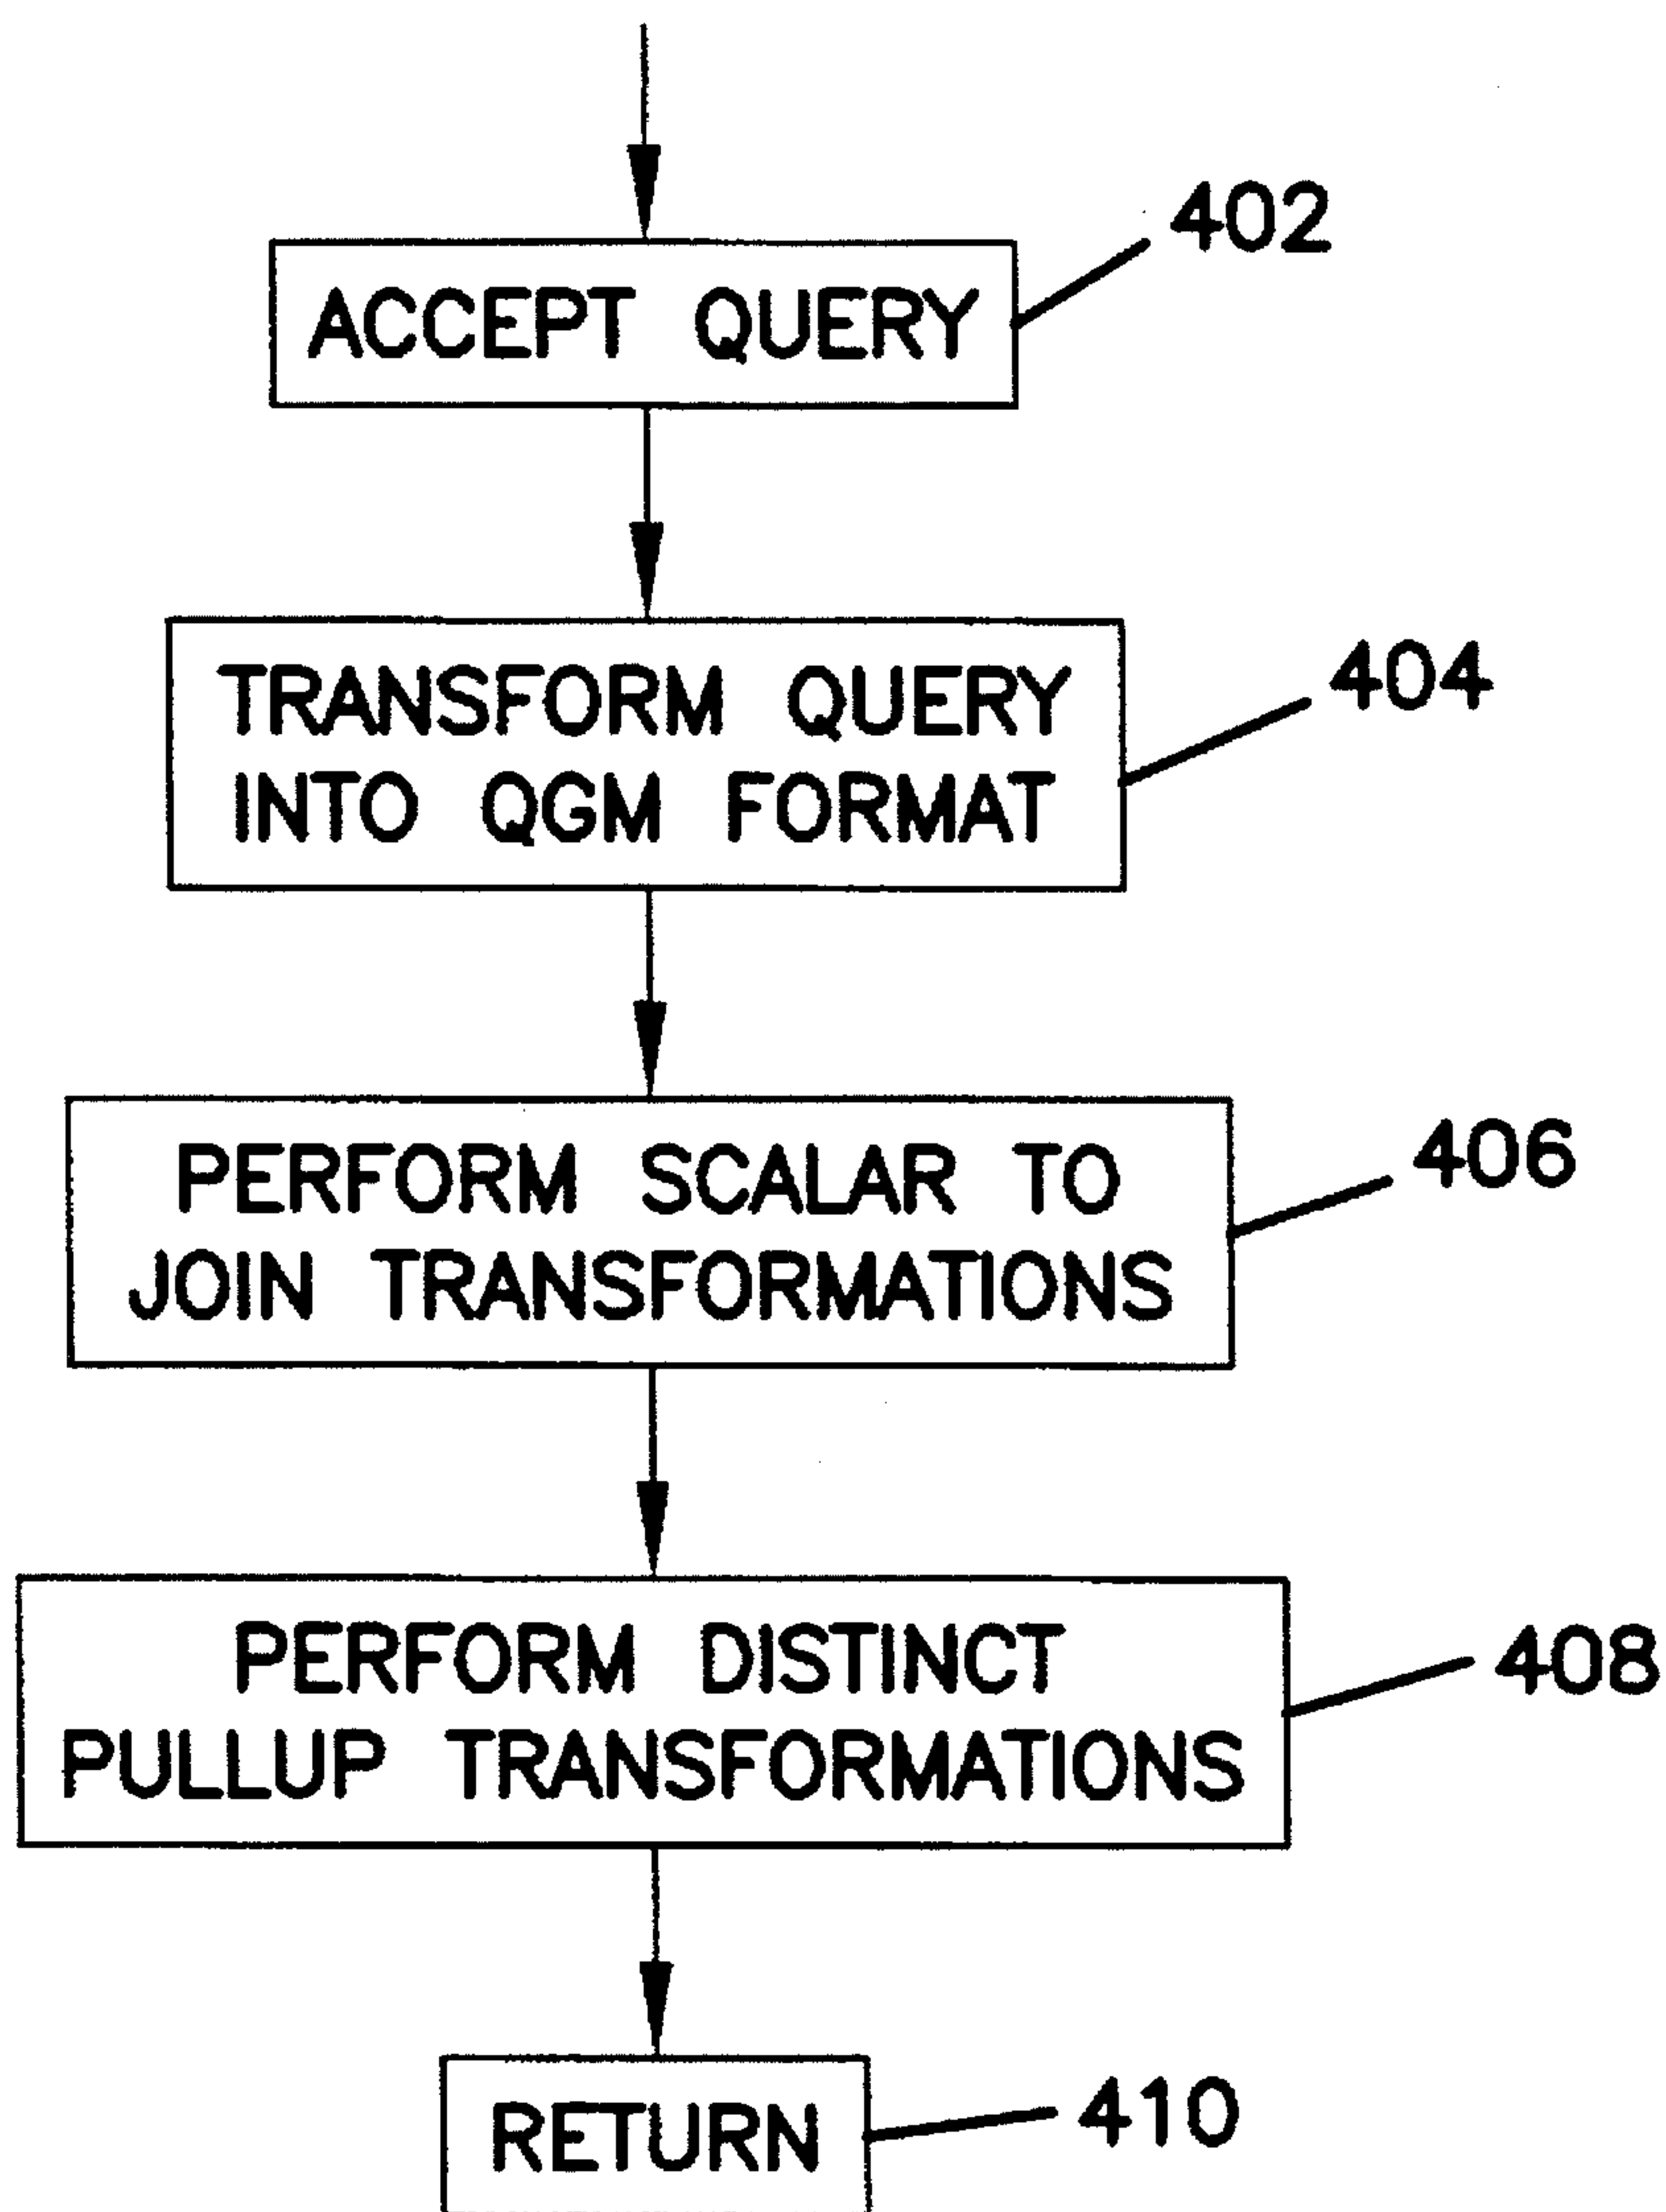 402
ACCEPT QUERY
404
TRANSFORM QUERY
INTO QGM FORMAT
406
PERFORM SCALAR TO
JOIN TRANSFORMATIONS
408
PERFORM DISTINCT
PULLUP TRANSFORMATIONS
410
RETURN